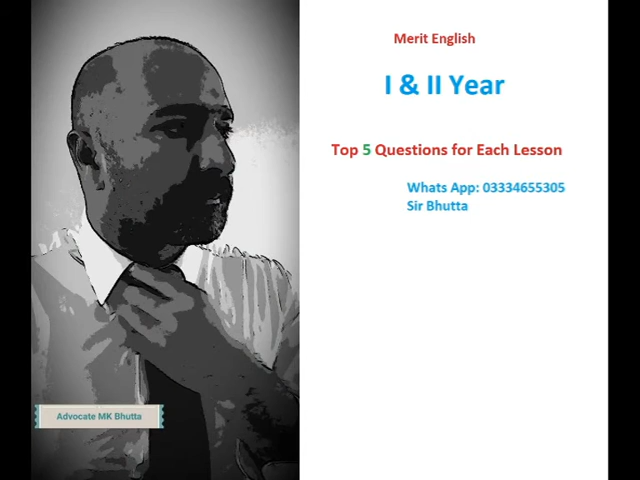 Merit English
I & II Year
Top 5 Questions for Each Lesson
Whats App: 03334655305
Sir Bhutta
Advocate MK Bhutta